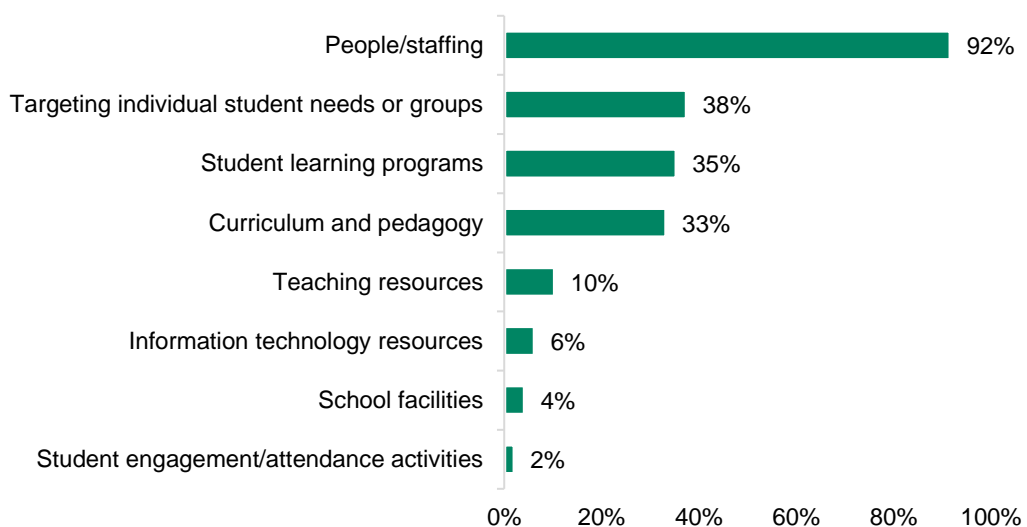 People/staffing 92%
Targeting individual student needs or groups 38%
Student learning programs 35%
Curriculum and pedagogy 33%
Teaching resources 10%
Information technology resources 6%
School facilities 4%
Student engagement/attendance activities 2%
0% 20% 40% 60% 80% 100%